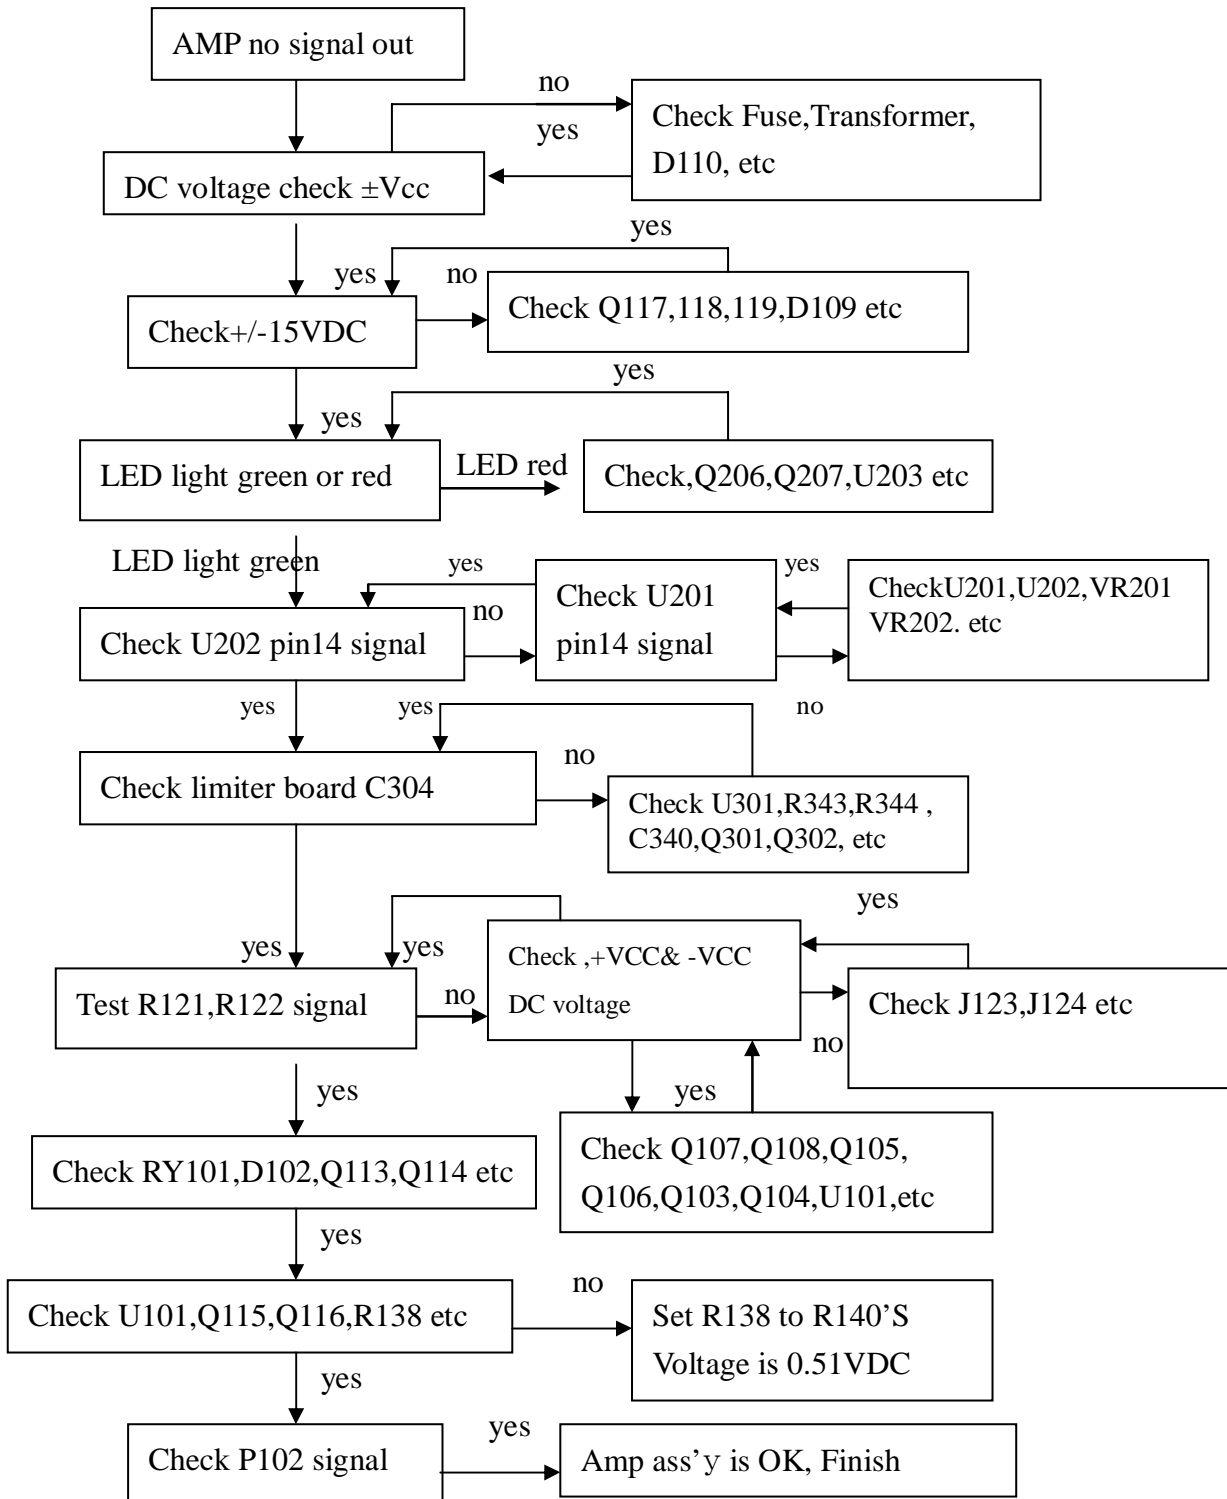 AMP no signal out
no
Check Fuse,Transformer,
yes
D110, etc
DC voltage check ±Vcc
yes
yes
no
Check Q117,118,119,D109 etc
Check+/-15VDC
yes
yes
LED light green or red
LED red
Check,Q206,Q207,U203 etc
LED light green
yes
yes
CheckU201,U202,VR201
VR202. etc
Check U201
pin14 signal
no
Check U202 pin14 signal
yes
yes
no
Check limiter board C304
no
Check U301,R343,R344 ,
C340,Q301,Q302, etc
yes
yes
yes
Check ,+VCC& -VCC
DC voltage
Test R121,R122 signal
no
Check J123,J124 etc
no
yes
yes
Check Q107,Q108,Q105,
Q106,Q103,Q104,U101,etc
Check RY101,D102,Q113,Q114 etc
yes
no
Check U101,Q115,Q116,R138 etc
Set R138 to R140’S
Voltage is 0.51VDC
yes
yes
Check P102 signal
Amp ass’y is OK, Finish